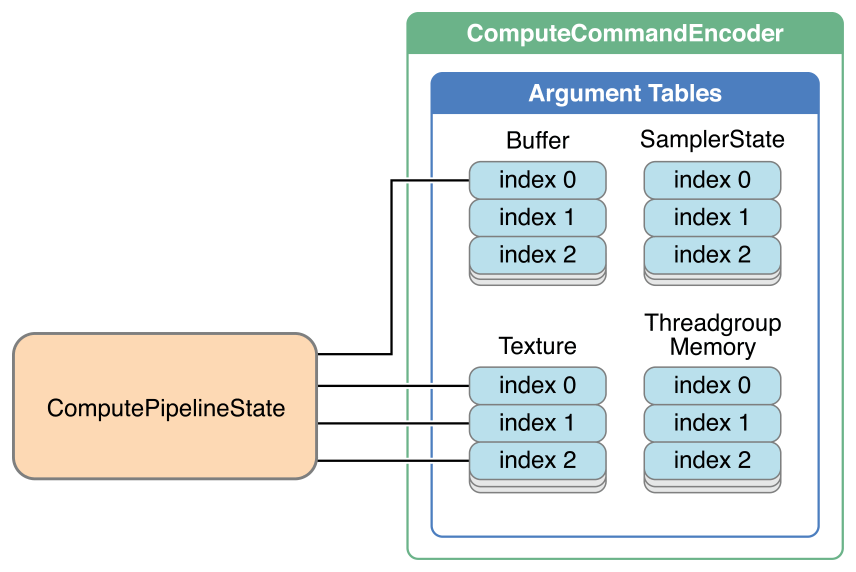 ComputeCommandEncoder
Argument Tables
Buffer
index 0
index 1
index 2
SamplerState
index 0
index 1
index 2
Texture
index 0
index 1
index 2
Threadgroup
Memory
index 0
index 1
index 2
ComputePipelineState